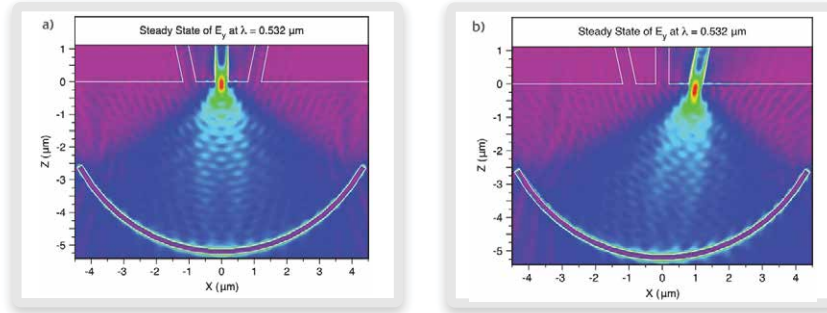 a)
Steady State of Ey at λ = 0.532 μm
1
0
-1
-2
-3
-4
-5
Z (μm)
-4 -3 -2 -1 0 1 2 3 4
X (μm)
b)
Steady State of Ey at λ = 0.532 μm
1
0
-1
-2
-3
-4
-5
Z (μm)
-4 -3 -2 -1 0 1 2 3 4
X (μm)